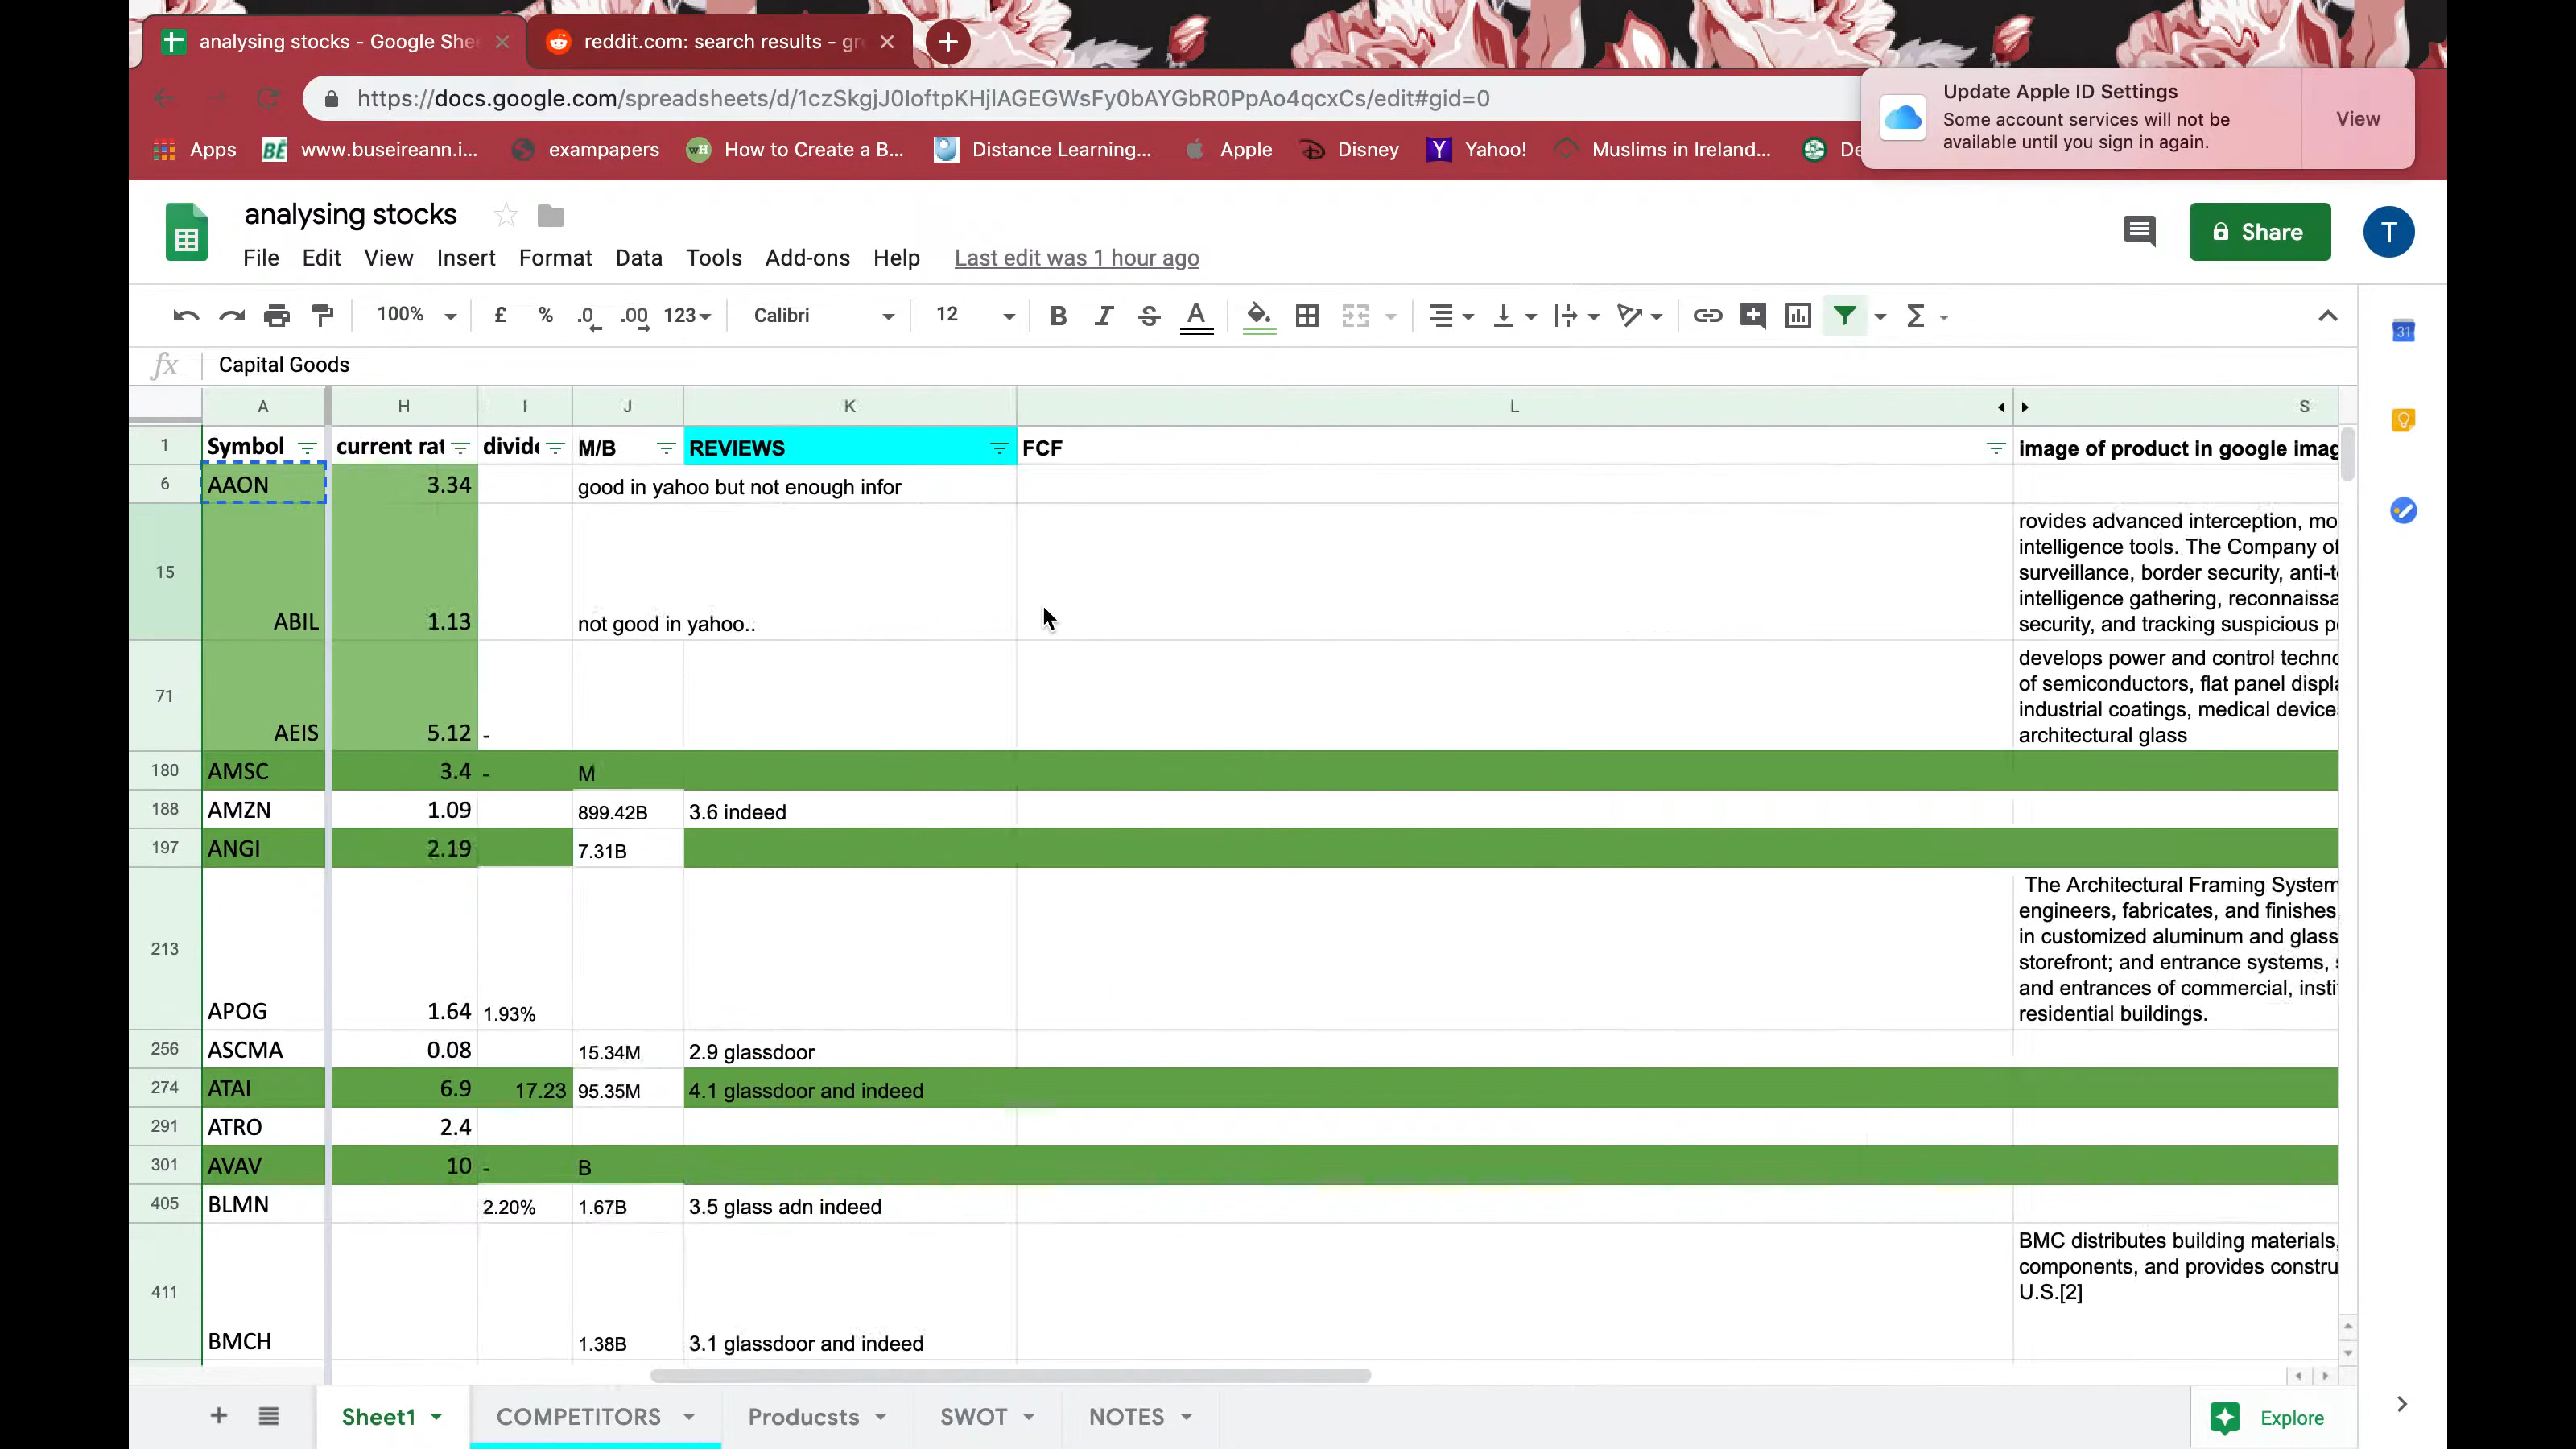 analysing stocks - Google She
reddit.com: search results - gr
https://docs.google.com/spreadsheets/d/1czSkgjJ0IoftpKHjlAGEGWsFy0bAYGbR0PpAo4qcxCs/edit#gid=0
Update Apple ID Settings
Some account services will not be
available until you sign in again.
View
Apps
BÉ www.buseireann.i...
exampapers
wH How to Create a B...
Distance Learning...
Apple
Disney
Y Yahoo!
Muslims in Ireland...
De
analysing stocks
File Edit View Insert Format Data Tools Add-ons Help Last edit was 1 hour ago
Share
T
100% £ % .0 .00 123 Calibri 12 B I S A Σ
31
fx Capital Goods
A H I J K L S
1 Symbol current rat divide M/B REVIEWS FCF image of product in google imag
6 AAON 3.34 good in yahoo but not enough infor
rovides advanced interception, mo
intelligence tools. The Company of
surveillance, border security, anti-t
intelligence gathering, reconnaissa
security, and tracking suspicious p
15 ABIL 1.13 not good in yahoo..
develops power and control techno
of semiconductors, flat panel displa
industrial coatings, medical device
architectural glass
71 AEIS 5.12 -
180 AMSC 3.4 - M
188 AMZN 1.09 899.42B 3.6 indeed
197 ANGI 2.19 7.31B
The Architectural Framing System
engineers, fabricates, and finishes,
in customized aluminum and glass
storefront; and entrance systems,
and entrances of commercial, insti
residential buildings.
213 APOG 1.64 1.93%
256 ASCMA 0.08 15.34M 2.9 glassdoor
274 ATAI 6.9 17.23 95.35M 4.1 glassdoor and indeed
291 ATRO 2.4
301 AVAV 10 - B
405 BLMN 2.20% 1.67B 3.5 glass adn indeed
BMC distributes building materials,
components, and provides constru
U.S.[2]
411 BMCH 1.38B 3.1 glassdoor and indeed
+ Sheet1 COMPETITORS Producsts SWOT NOTES
Explore